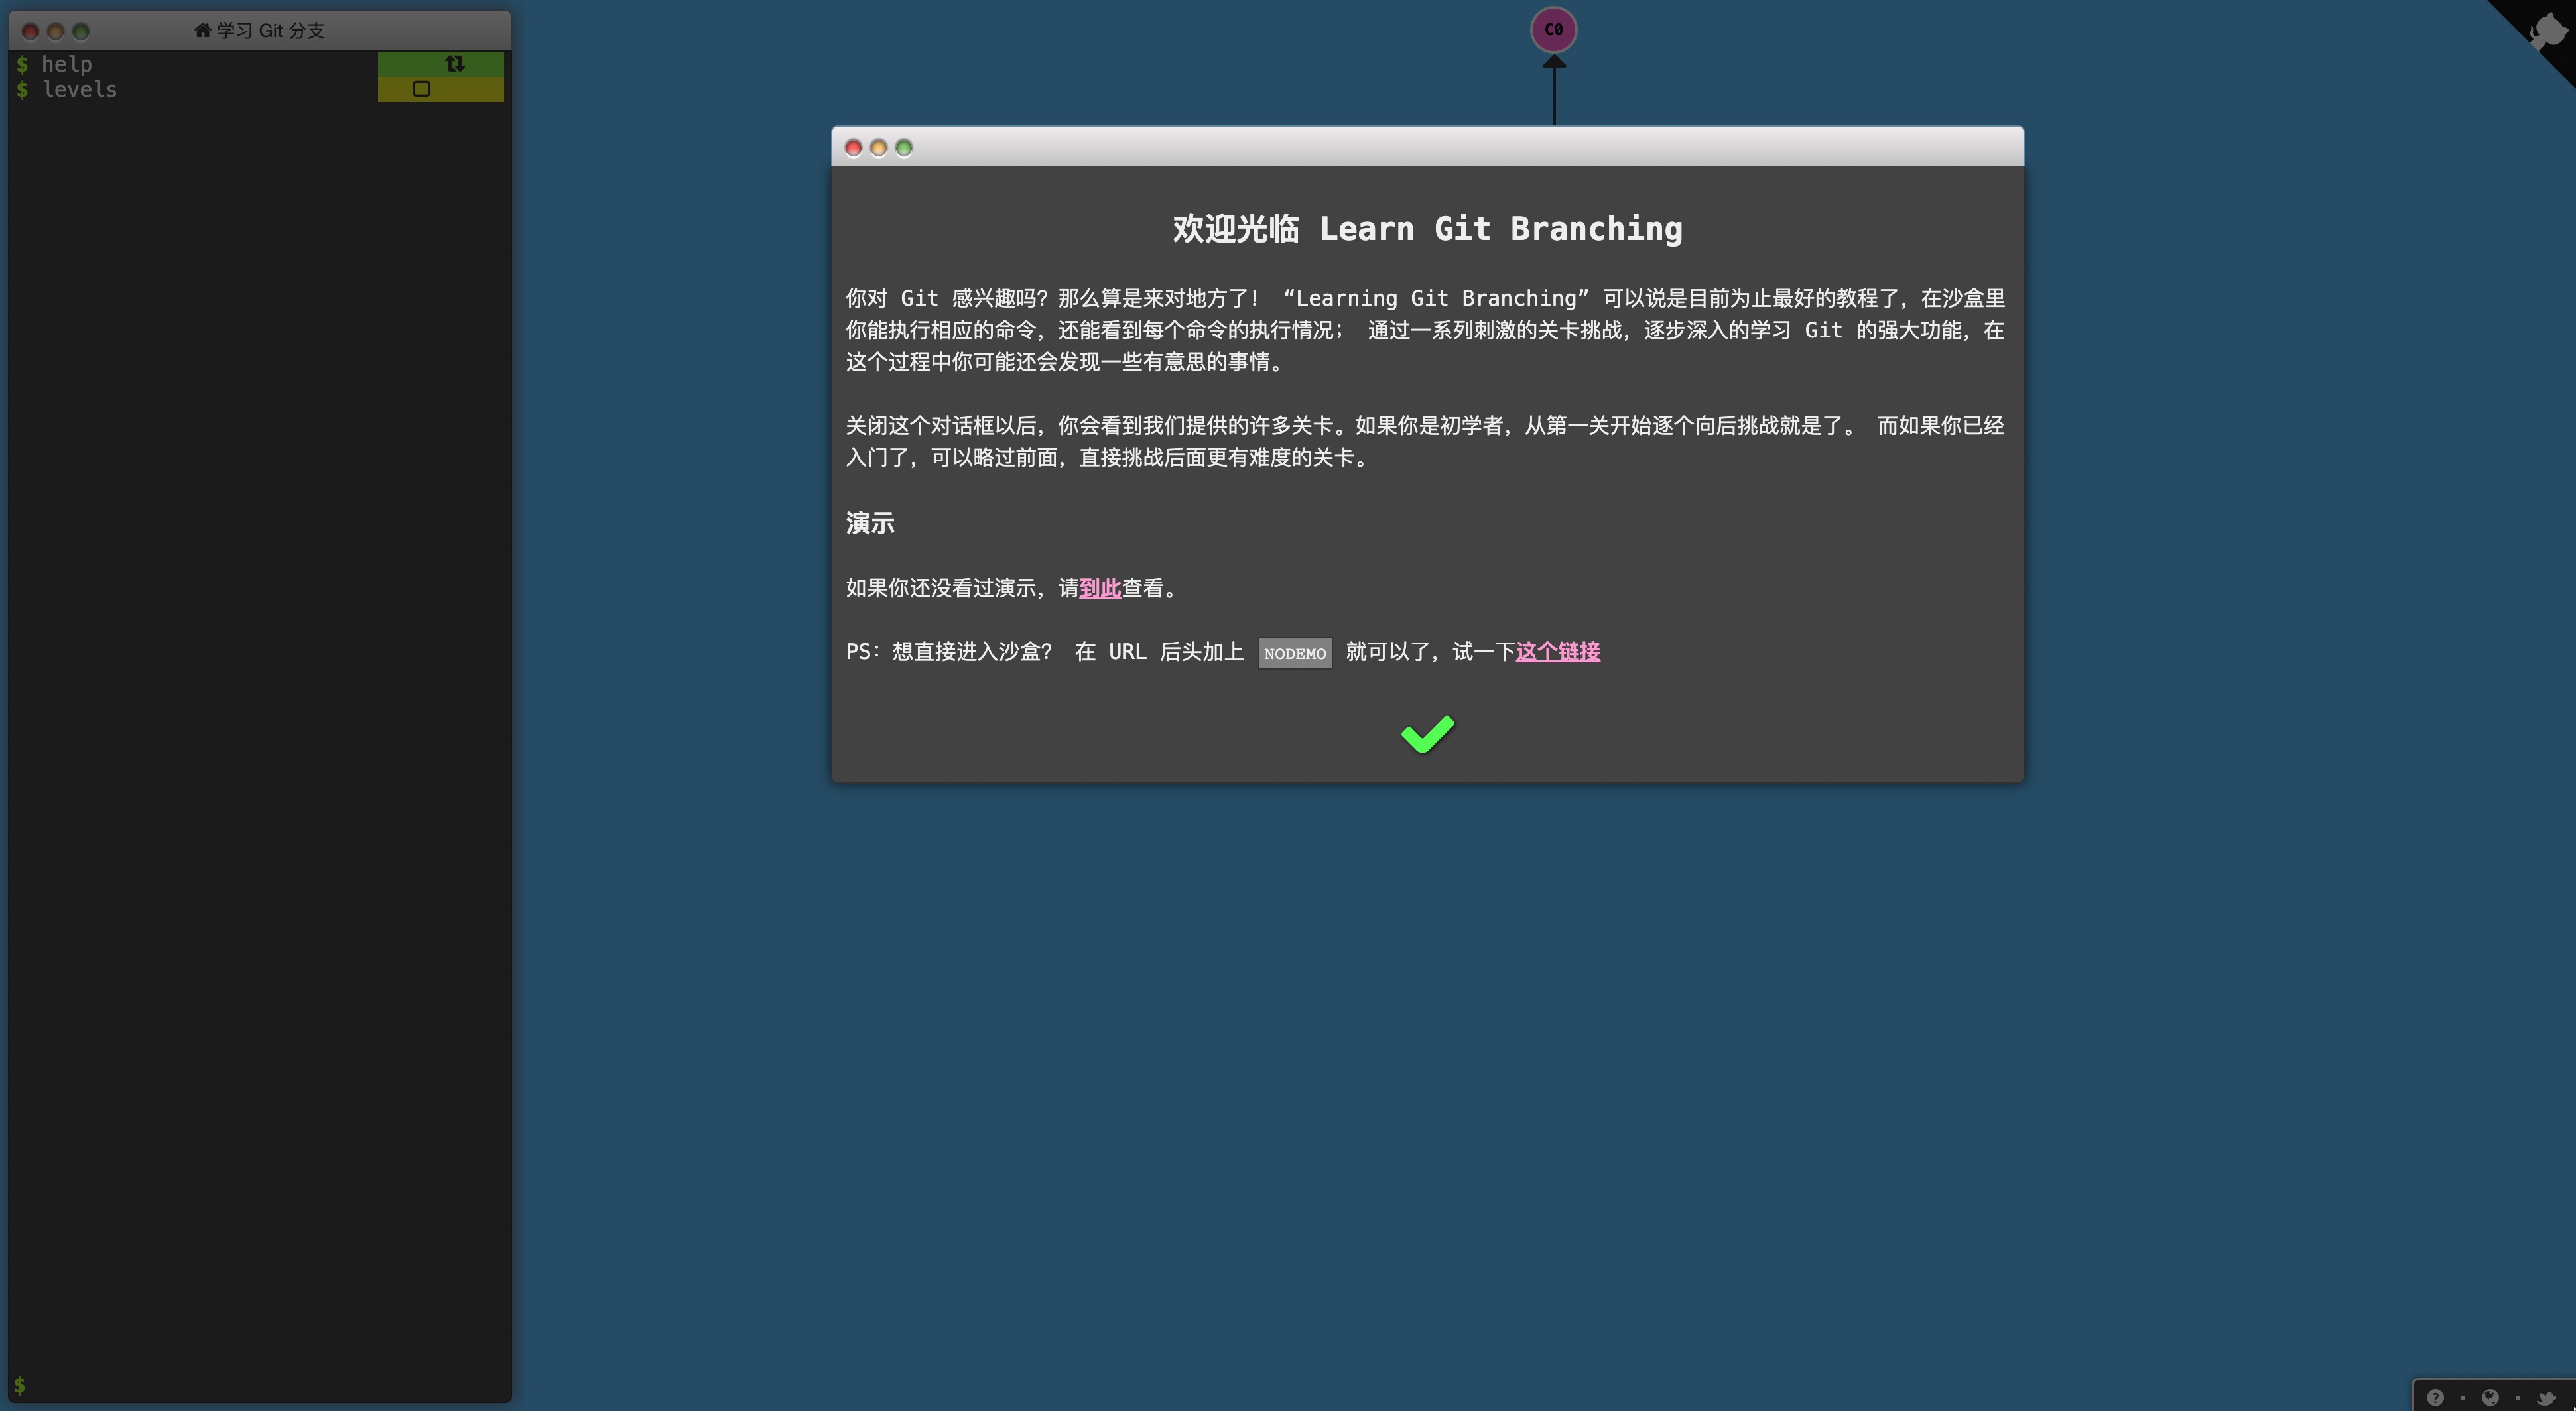 学习 Git 分支
$ help
$ levels
C0
欢迎光临 Learn Git Branching
你对 Git 感兴趣吗？那么算是来对地方了！ “Learning Git Branching” 可以说是目前为止最好的教程了，在沙盒里
你能执行相应的命令，还能看到每个命令的执行情况； 通过一系列刺激的关卡挑战，逐步深入的学习 Git 的强大功能，在
这个过程中你可能还会发现一些有意思的事情。
关闭这个对话框以后，你会看到我们提供的许多关卡。如果你是初学者，从第一关开始逐个向后挑战就是了。 而如果你已经
入门了，可以略过前面，直接挑战后面更有难度的关卡。
演示
如果你还没看过演示，请到此查看。
PS：想直接进入沙盒？ 在 URL 后头加上 NODEMO 就可以了，试一下这个链接
$